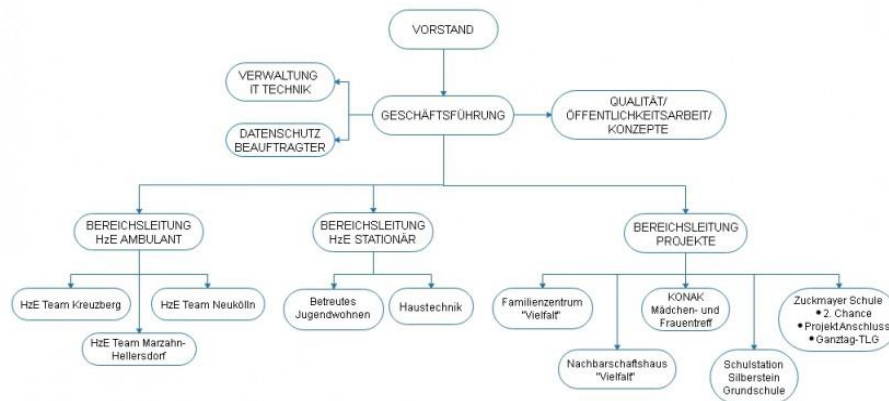 VORSTAND
VERWALTUNG
IT TECHNIK
GESCHÄFTSFÜHRUNG
QUALITÄT/
ÖFFENTLICHKEITSARBEIT/
KONZEPTE
DATENSCHUTZ
BEAUFTRAGTER
BEREICHSLEITUNG
HzE AMBULANT
BEREICHSLEITUNG
HzE STATIONÄR
BEREICHSLEITUNG
PROJEKTE
HzE Team Kreuzberg
HzE Team Neukölln
HzE Team Marzahn-
Hellersdorf
Betreutes
Jugendwohnen
Haustechnik
Familienzentrum
"Vielfalt"
Nachbarschaftshaus
"Vielfalt"
KONAK
Mädchen- und
Frauentreff
Schulstation
Silberstein
Grundschule
Zuckmayer Schule
• 2. Chance
• ProjektAnschluss
• Ganztag-TLG